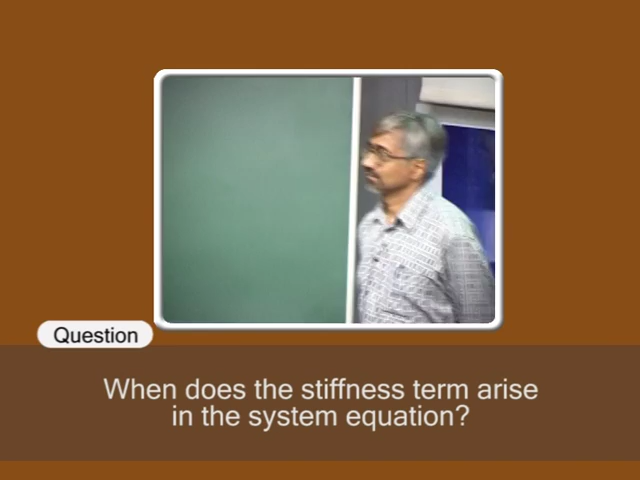 Question
When does the stiffness term arise
in the system equation?